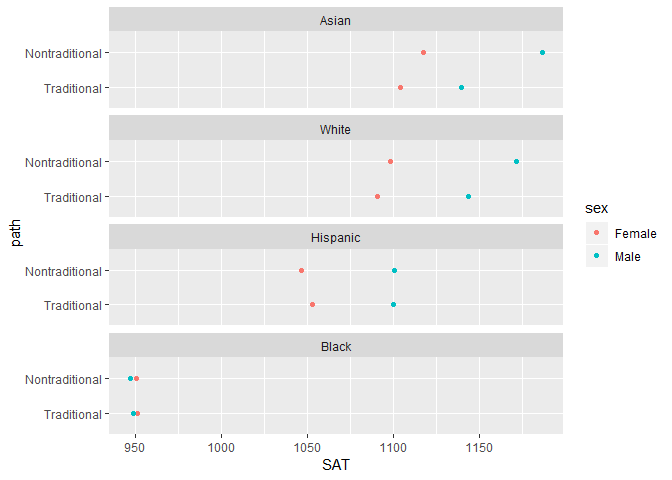 Asian
Nontraditional
Traditional
White
Nontraditional
Traditional
Hispanic
Nontraditional
Traditional
Black
Nontraditional
Traditional
950 1000 1050 1100 1150
SAT
path
sex
Female
Male